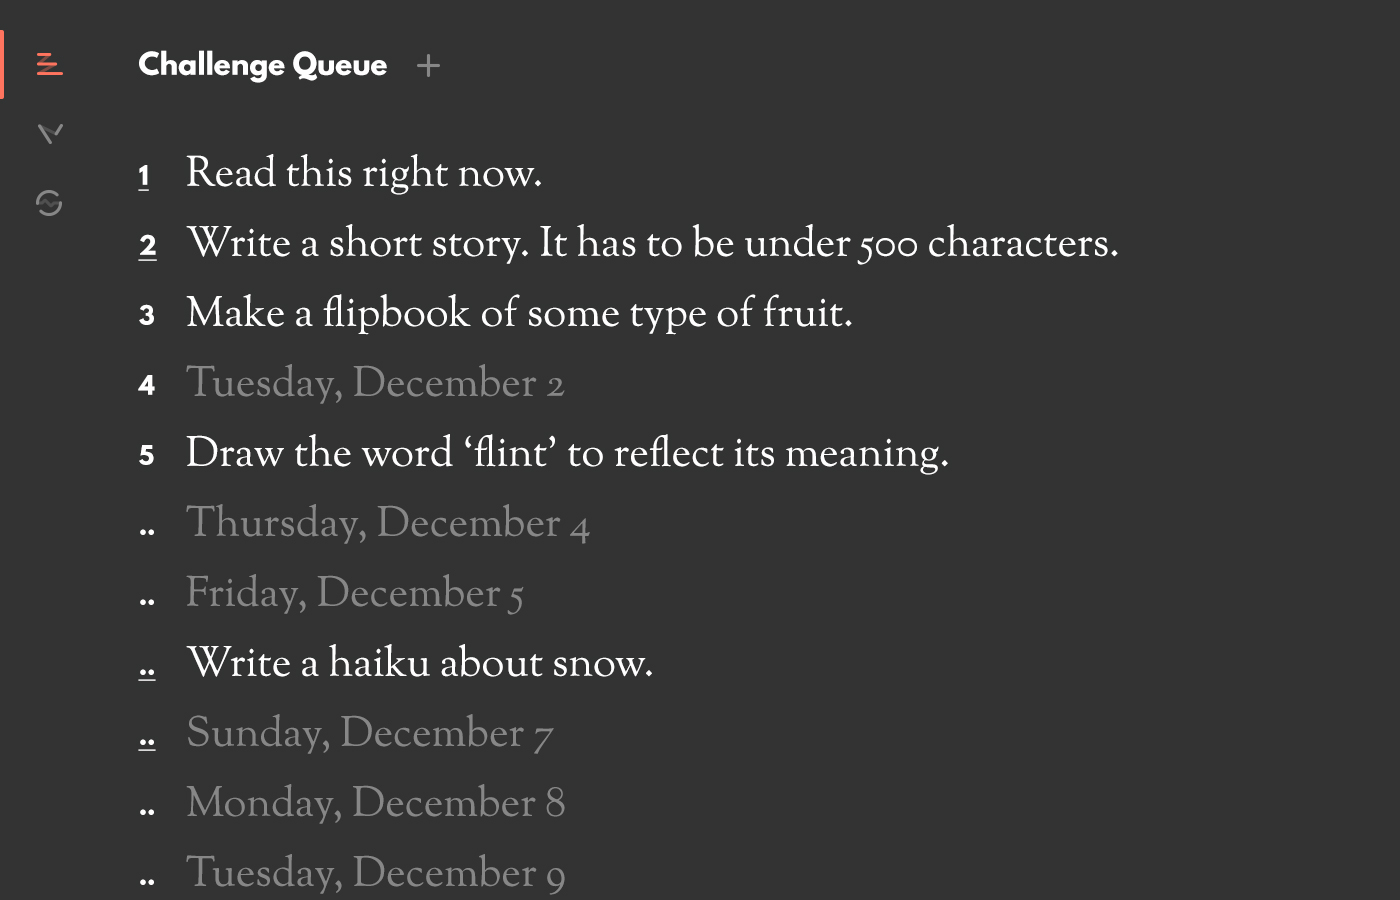 Challenge Queue +
1 Read this right now.
2 Write a short story. It has to be under 500 characters.
3 Make a flipbook of some type of fruit.
4 Tuesday, December 2
5 Draw the word ‘flint’ to reflect its meaning.
.. Thursday, December 4
.. Friday, December 5
.. Write a haiku about snow.
.. Sunday, December 7
.. Monday, December 8
.. Tuesday, December 9